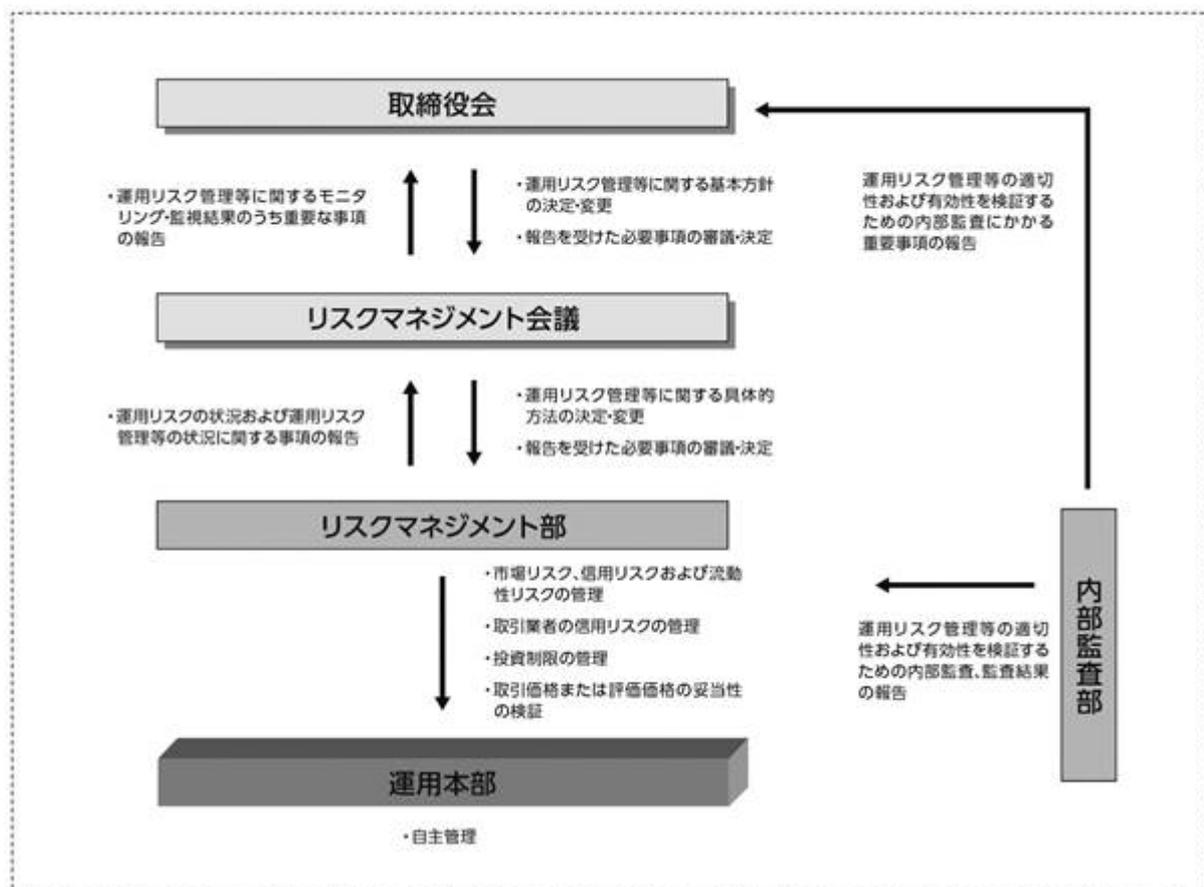 取締役会
・運用リスク管理等に関するモニタ
リング・監視結果のうち重要な事項
の報告
・運用リスク管理等に関する基本方針
の決定・変更
・報告を受けた必要事項の審議・決定
運用リスク管理等の適切
性および有効性を検証する
ための内部監査にかかる
重要事項の報告
リスクマネジメント会議
・運用リスクの状況および運用リスク
管理等の状況に関する事項の報告
・運用リスク管理等に関する具体的
方法の決定・変更
・報告を受けた必要事項の審議・決定
リスクマネジメント部
・市場リスク、信用リスクおよび流動
性リスクの管理
・取引業者の信用リスクの管理
・投資制限の管理
・取引価格または評価価格の妥当性
の検証
運用リスク管理等の適切
性および有効性を検証する
ための内部監査、監査結果
の報告
内部監査部
運用本部
・自主管理